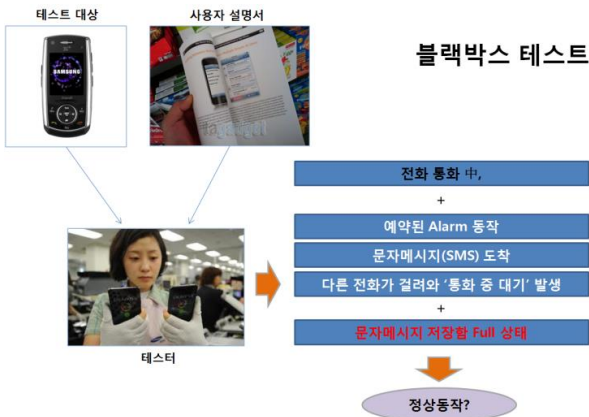 테스트 대상
사용자 설명서
블랙박스 테스트
SAMSUNG
전화 통화 中,
+
예약된 Alarm 동작
문자메시지(SMS) 도착
다른 전화가 걸려와 ‘통화 중 대기’ 발생
+
문자메시지 저장함 Full 상태
테스터
정상동작?